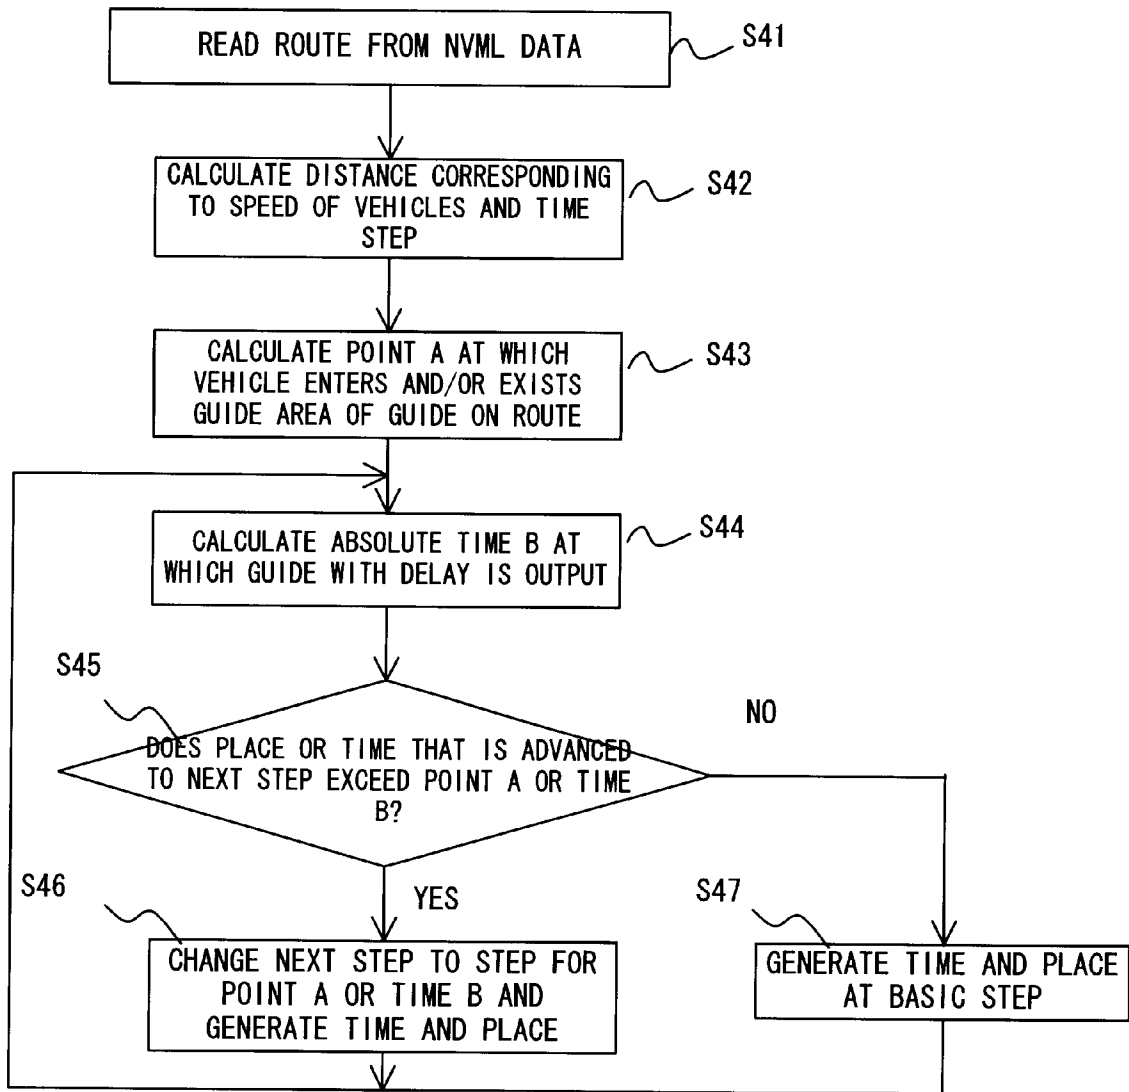 READ ROUTE FROM NVML DATA
S41
CALCULATE DISTANCE CORRESPONDING
TO SPEED OF VEHICLES AND TIME
STEP
S42
CALCULATE POINT A AT WHICH
VEHICLE ENTERS AND/OR EXISTS
GUIDE AREA OF GUIDE ON ROUTE
S43
CALCULATE ABSOLUTE TIME B AT
WHICH GUIDE WITH DELAY IS OUTPUT
S44
S45
DOES PLACE OR TIME THAT IS ADVANCED
TO NEXT STEP EXCEED POINT A OR TIME
B?
NO
YES
S46
CHANGE NEXT STEP TO STEP FOR
POINT A OR TIME B AND
GENERATE TIME AND PLACE
S47
GENERATE TIME AND PLACE
AT BASIC STEP